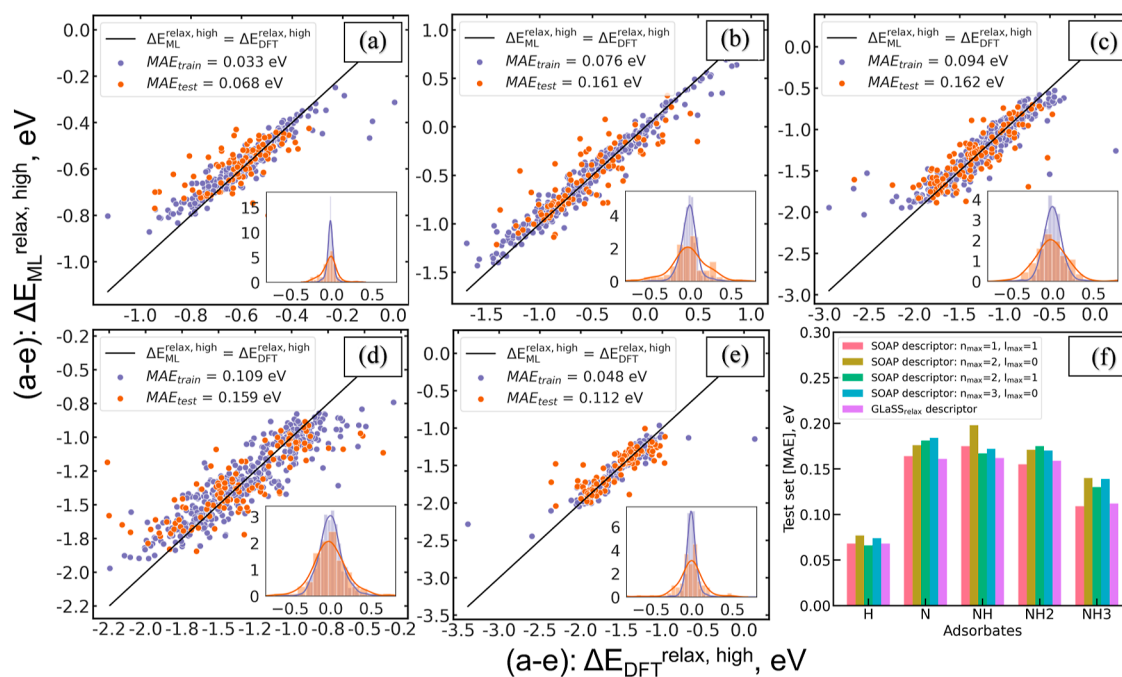 (a-e): ΔE_ML^relax, high, eV
0.0
-0.2
-0.4
-0.6
-0.8
-1.0
ΔE_ML^relax, high = ΔE_DFT^relax, high
MAE_train = 0.033 eV
MAE_test = 0.068 eV
(a)
15
10
5
0
-0.5 0.0 0.5
-1.0 -0.8 -0.6 -0.4 -0.2 0.0
1.5
1.0
0.5
0.0
-0.5
-1.0
-1.5
ΔE_ML^relax, high = ΔE_DFT^relax, high
MAE_train = 0.076 eV
MAE_test = 0.161 eV
(b)
4
2
0
-0.5 0.0 0.5
-1.5 -1.0 -0.5 0.0 0.5 1.0
0.0
-0.5
-1.0
-1.5
-2.0
-2.5
-3.0
ΔE_ML^relax, high = ΔE_DFT^relax, high
MAE_train = 0.094 eV
MAE_test = 0.162 eV
(c)
4
3
2
1
0
-0.5 0.0 0.5
-3.0 -2.5 -2.0 -1.5 -1.0 -0.5 0.0
-0.2
-0.5
-0.8
-1.0
-1.2
-1.5
-1.8
-2.0
-2.2
ΔE_ML^relax, high = ΔE_DFT^relax, high
MAE_train = 0.109 eV
MAE_test = 0.159 eV
(d)
3
2
1
0
-0.5 0.0 0.5
-2.2 -2.0 -1.8 -1.5 -1.2 -1.0 -0.8 -0.5 -0.2
0.0
-0.5
-1.0
-1.5
-2.0
-2.5
-3.0
-3.5
ΔE_ML^relax, high = ΔE_DFT^relax, high
MAE_train = 0.048 eV
MAE_test = 0.112 eV
(e)
6
4
2
0
-0.5 0.0 0.5
-3.5 -3.0 -2.5 -2.0 -1.5 -1.0 -0.5 0.0
(a-e): ΔE_DFT^relax, high, eV
Test set [MAE], eV
0.30
0.25
0.20
0.15
0.10
0.05
0.00
SOAP descriptor: n_max=1, l_max=1
SOAP descriptor: n_max=2, l_max=0
SOAP descriptor: n_max=2, l_max=1
SOAP descriptor: n_max=3, l_max=0
GLaSS_relax descriptor
(f)
H N NH NH2 NH3
Adsorbates